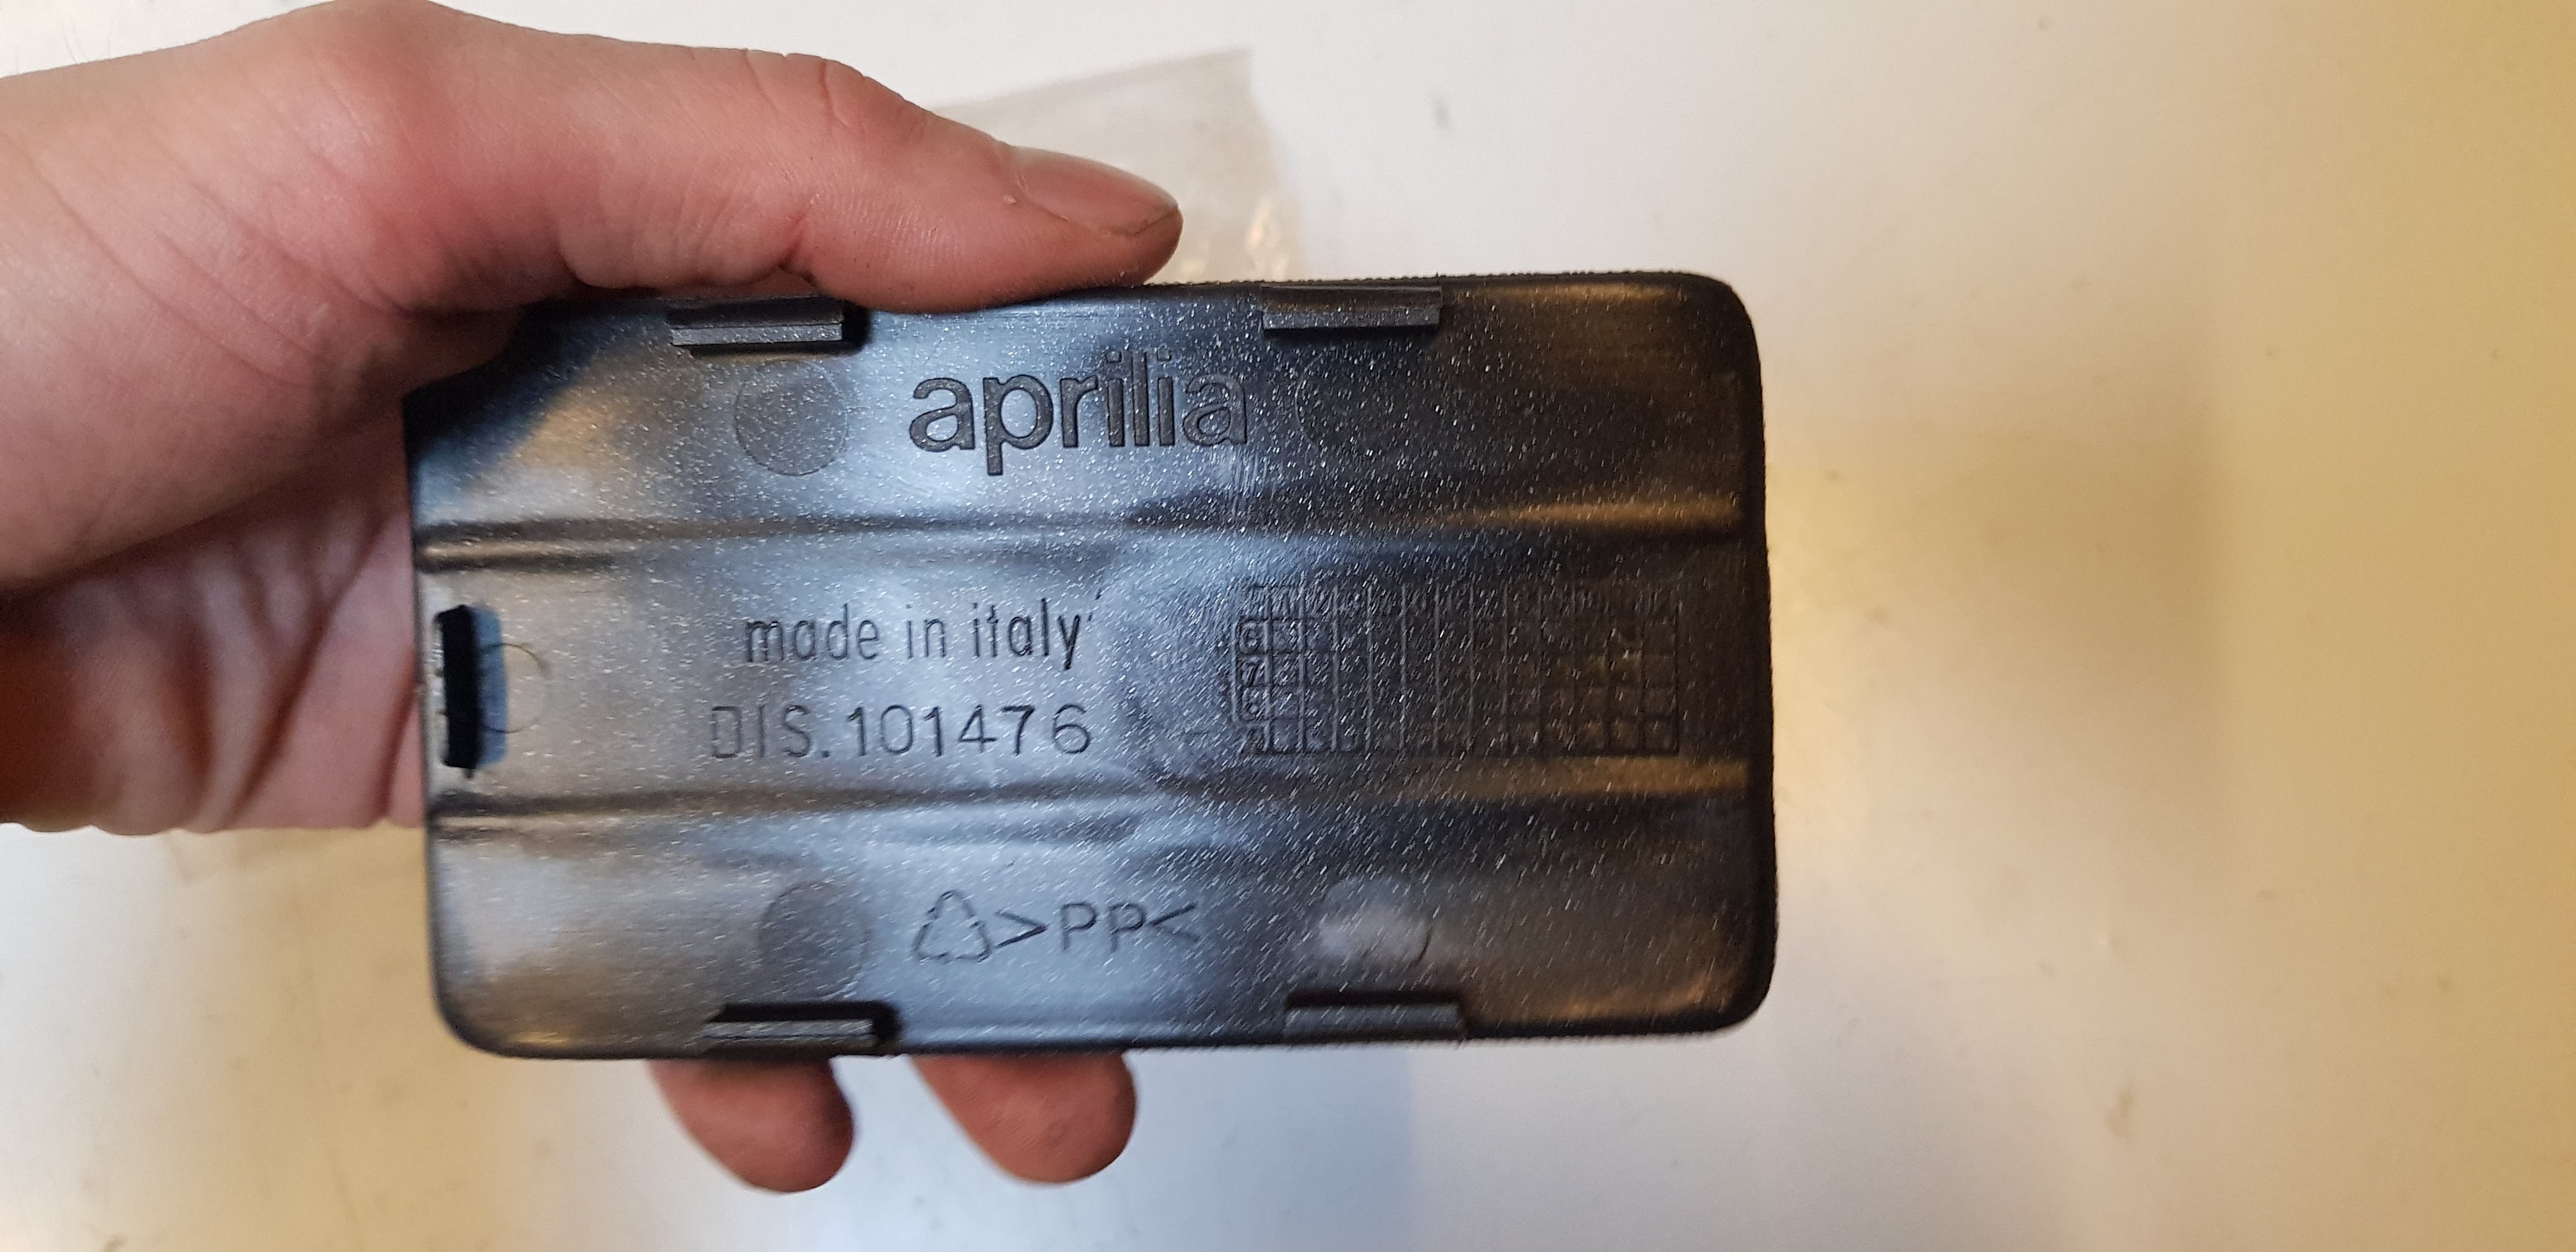 aprilia
made in italy
DIS.101476
>PP<